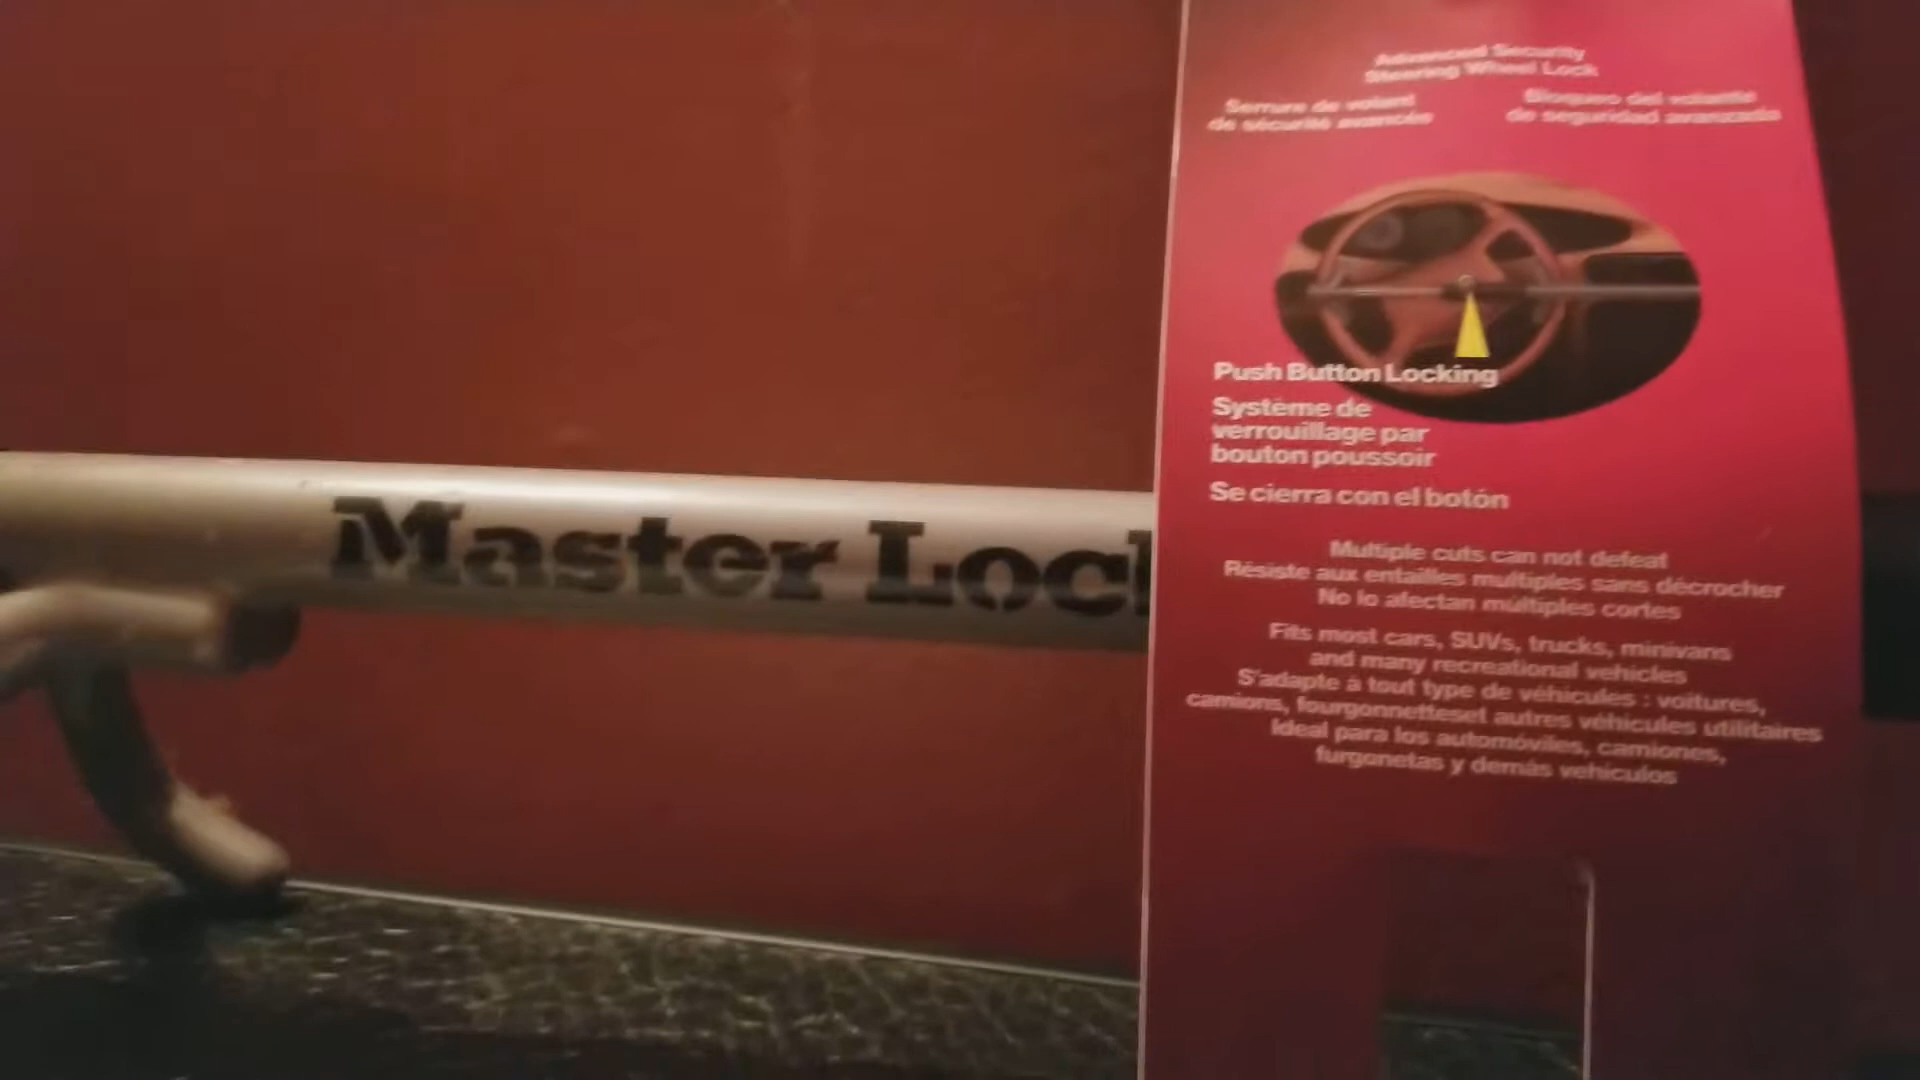 Master Loc
Advanced Security
Steering Wheel Lock
Serrure de volant
de sécurité avancée
Bloqueo del volante
de seguridad avanzada
Push Button Locking
Système de
verrouillage par
bouton poussoir
Se cierra con el botón
Multiple cuts can not defeat
Résiste aux entailles multiples sans décrocher
No lo afectan múltiples cortes
Fits most cars, SUVs, trucks, minivans
and many recreational vehicles
S'adapte à tout type de véhicules : voitures,
camions, fourgonnetteset autres véhicules utilitaires
Ideal para los automóviles, camiones,
furgonetas y demás vehículos